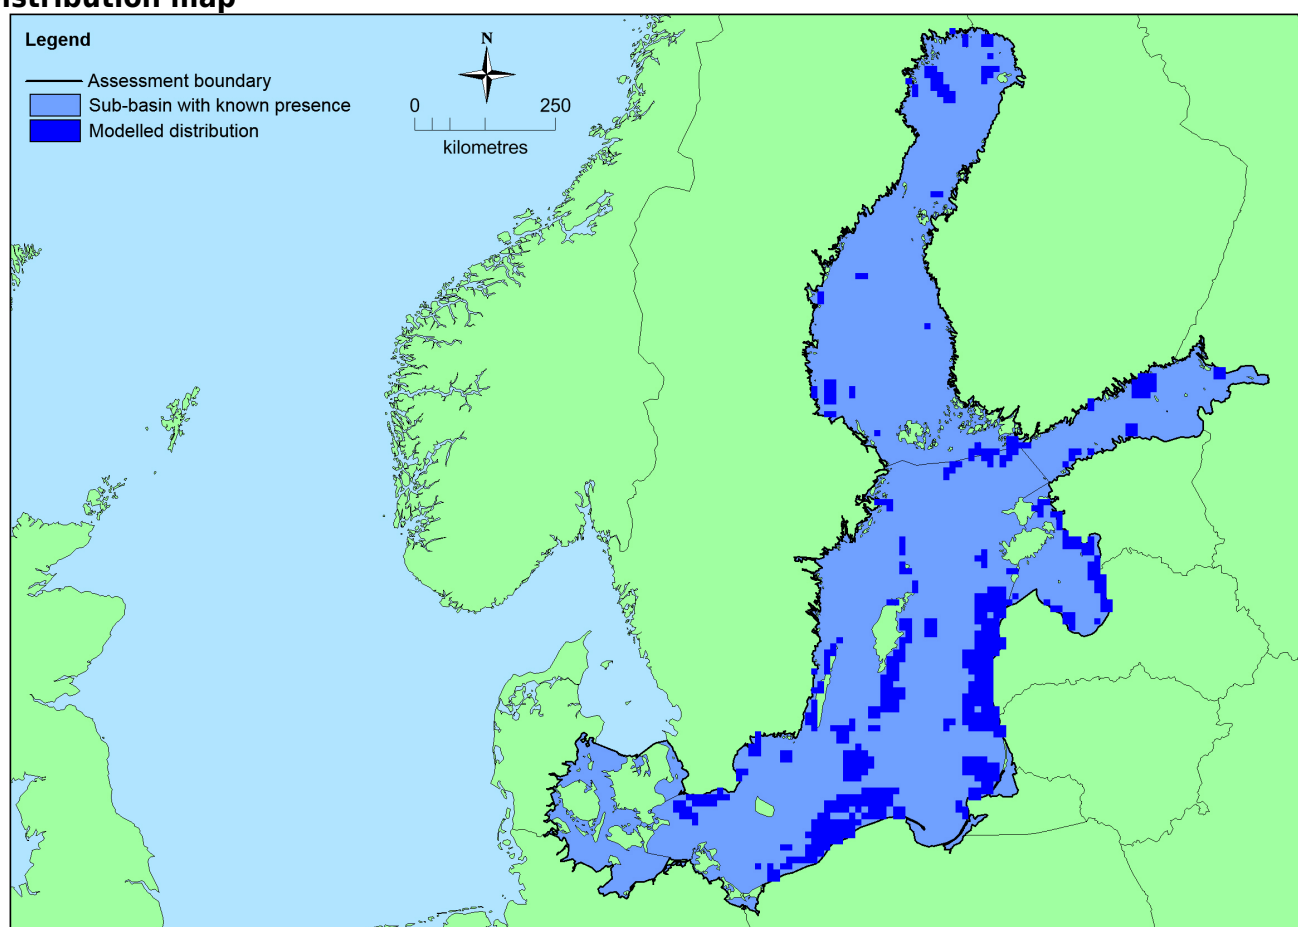 Legend
N
Assessment boundary
Sub-basin with known presence
Modelled distribution
0 250
kilometres